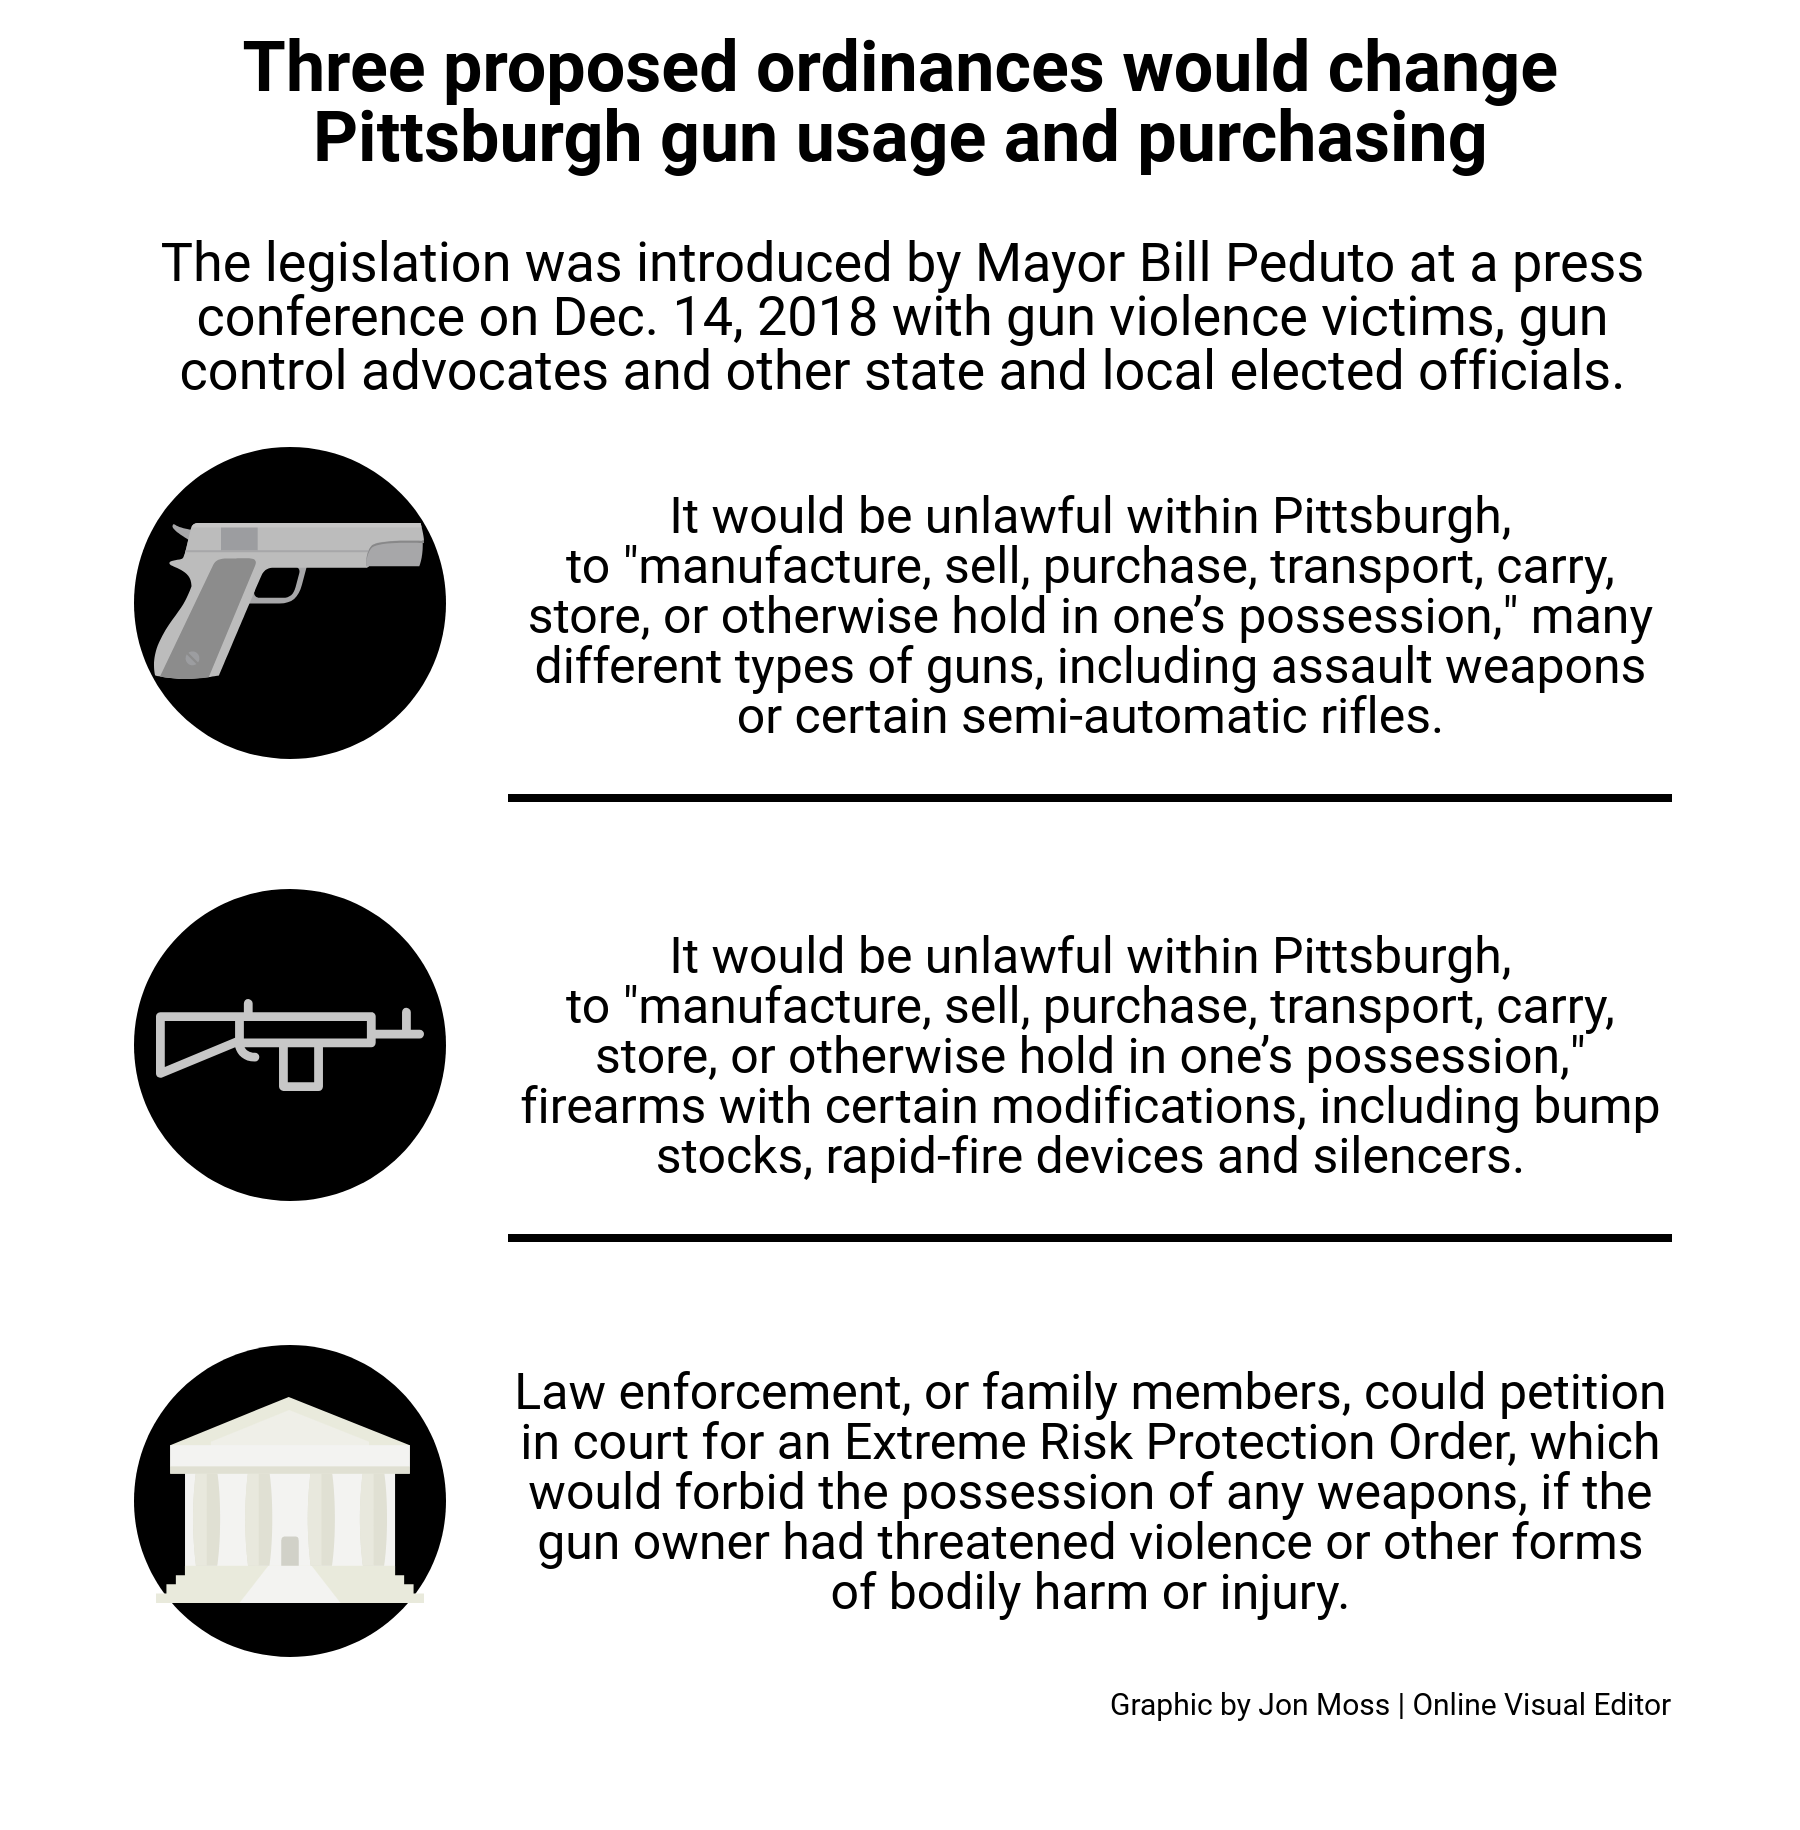 Three proposed ordinances would change
Pittsburgh gun usage and purchasing
The legislation was introduced by Mayor Bill Peduto at a press
conference on Dec. 14, 2018 with gun violence victims, gun
control advocates and other state and local elected officials.
It would be unlawful within Pittsburgh,
to "manufacture, sell, purchase, transport, carry,
store, or otherwise hold in one’s possession," many
different types of guns, including assault weapons
or certain semi-automatic rifles.
It would be unlawful within Pittsburgh,
to "manufacture, sell, purchase, transport, carry,
store, or otherwise hold in one’s possession,"
firearms with certain modifications, including bump
stocks, rapid-fire devices and silencers.
Law enforcement, or family members, could petition
in court for an Extreme Risk Protection Order, which
would forbid the possession of any weapons, if the
gun owner had threatened violence or other forms
of bodily harm or injury.
Graphic by Jon Moss | Online Visual Editor